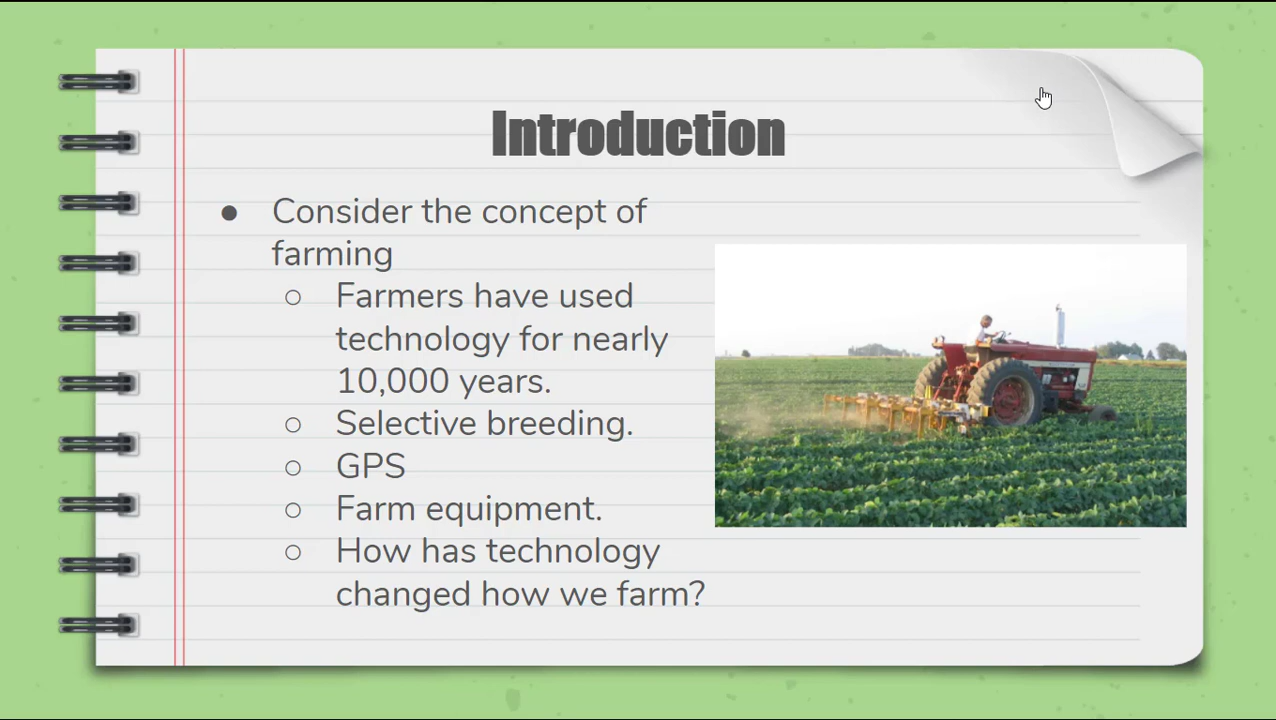 Introduction
● Consider the concept of
farming
○ Farmers have used
technology for nearly
10,000 years.
○ Selective breeding.
○ GPS
○ Farm equipment.
○ How has technology
changed how we farm?